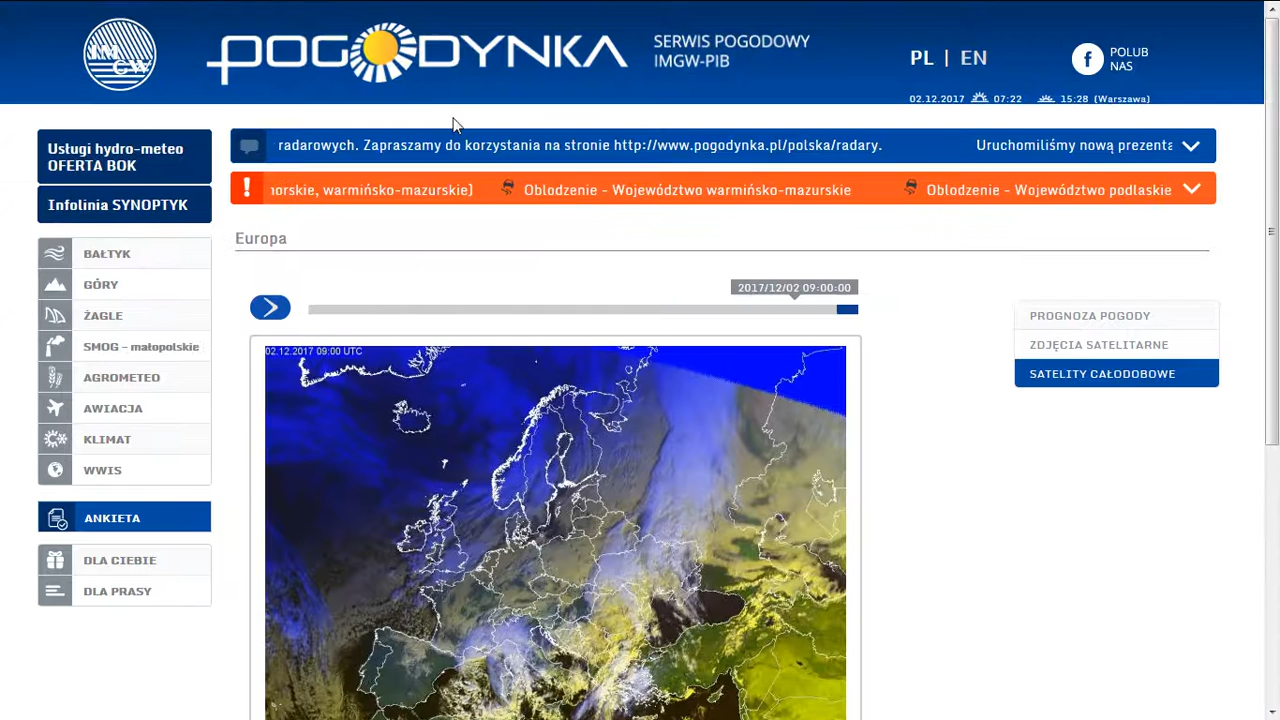 IM
GW
POGODYNKA
SERWIS POGODOWY
IMGW-PIB
PL | EN
POLUB
NAS
02.12.2017 07:22 15:28 (Warszawa)
Usługi hydro-meteo
OFERTA BOK
Infolinia SYNOPTYK
radarowych. Zapraszamy do korzystania na stronie http://www.pogodynka.pl/polska/radary. Uruchomiliśmy nową prezenta
orskie, warmińsko-mazurskie) Oblodzenie - Województwo warmińsko-mazurskie Oblodzenie - Województwo podlaskie
BAŁTYK
GÓRY
ŻAGLE
SMOG – małopolskie
AGROMETEO
AWIACJA
KLIMAT
WWIS
ANKIETA
DLA CIEBIE
DLA PRASY
Europa
2017/12/02 09:00:00
02.12.2017 09:00 UTC
PROGNOZA POGODY
ZDJĘCIA SATELITARNE
SATELITY CAŁODOBOWE